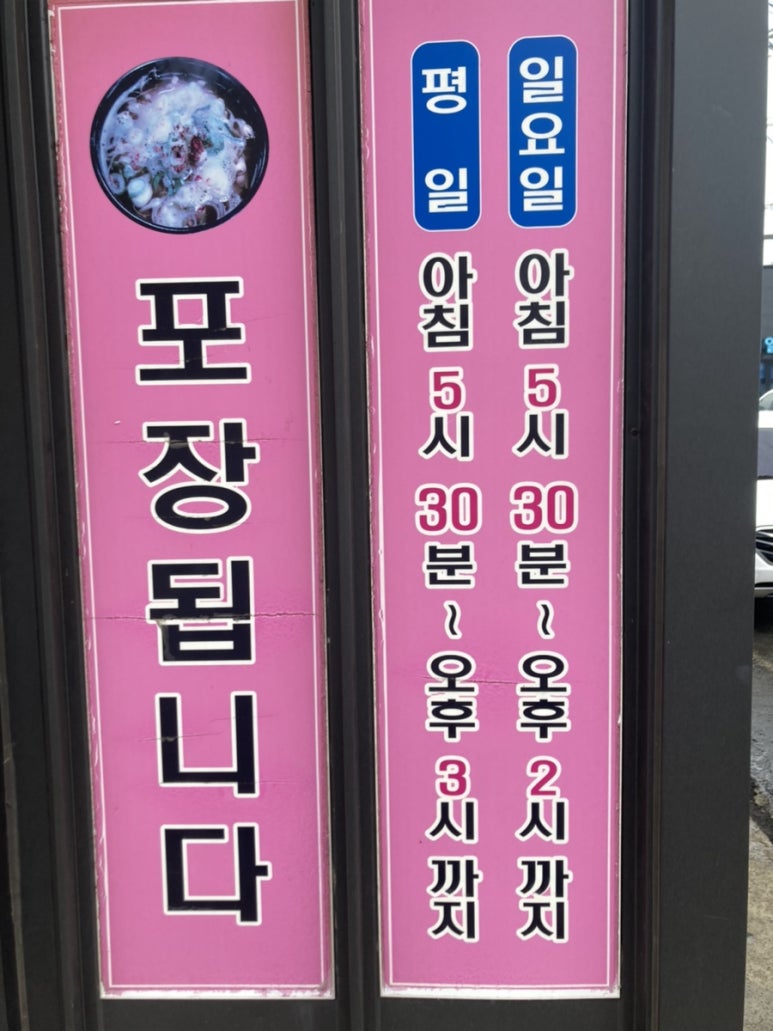 포장됩니다
평일 아침 5시 30분 ~ 오후 3시 까지
일요일 아침 5시 30분 ~ 오후 2시 까지